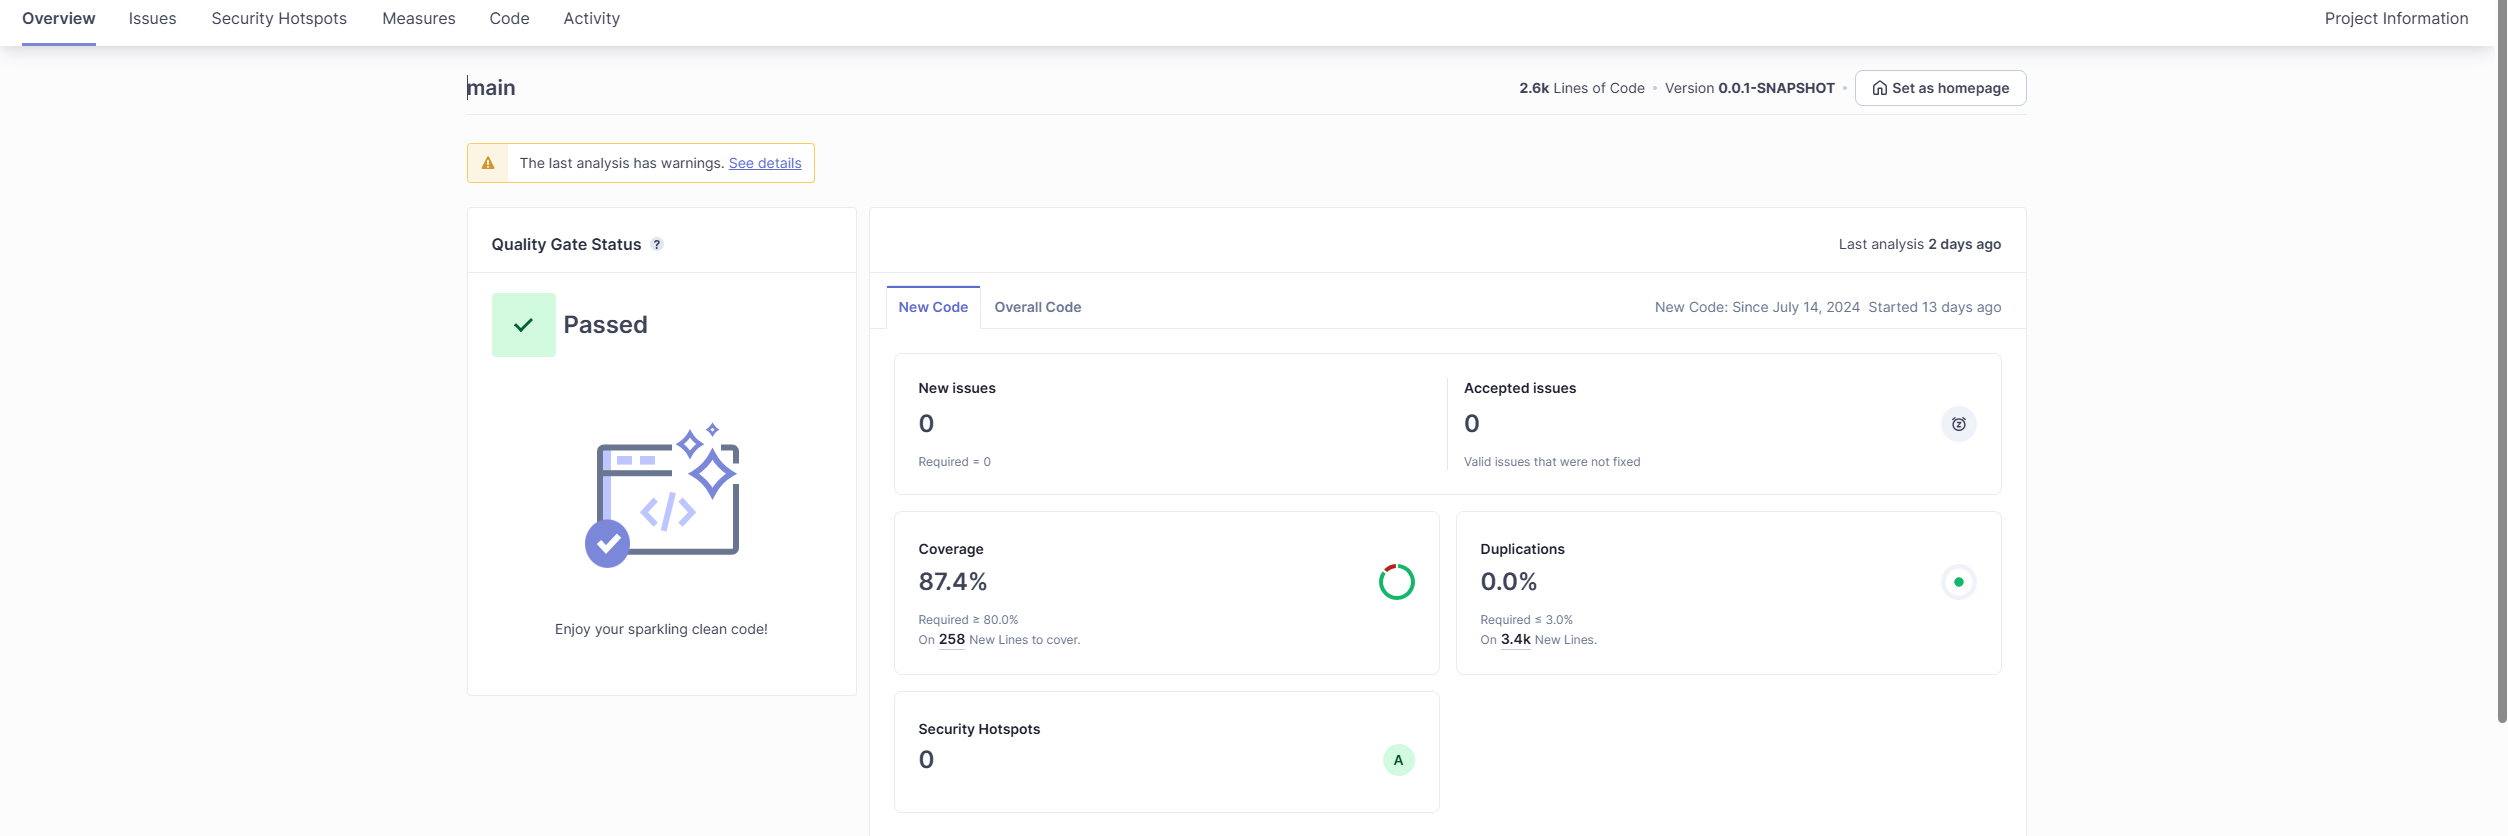 Overview Issues Security Hotspots Measures Code Activity Project Information
main
2.6k Lines of Code • Version 0.0.1-SNAPSHOT • Set as homepage
The last analysis has warnings. See details
Quality Gate Status ?
Passed
Enjoy your sparkling clean code!
Last analysis 2 days ago
New Code Overall Code
New Code: Since July 14, 2024 Started 13 days ago
New issues
0
Required = 0
Accepted issues
0
Valid issues that were not fixed
Coverage
87.4%
Required ≥ 80.0%
On 258 New Lines to cover.
Duplications
0.0%
Required ≤ 3.0%
On 3.4k New Lines.
Security Hotspots
0
A